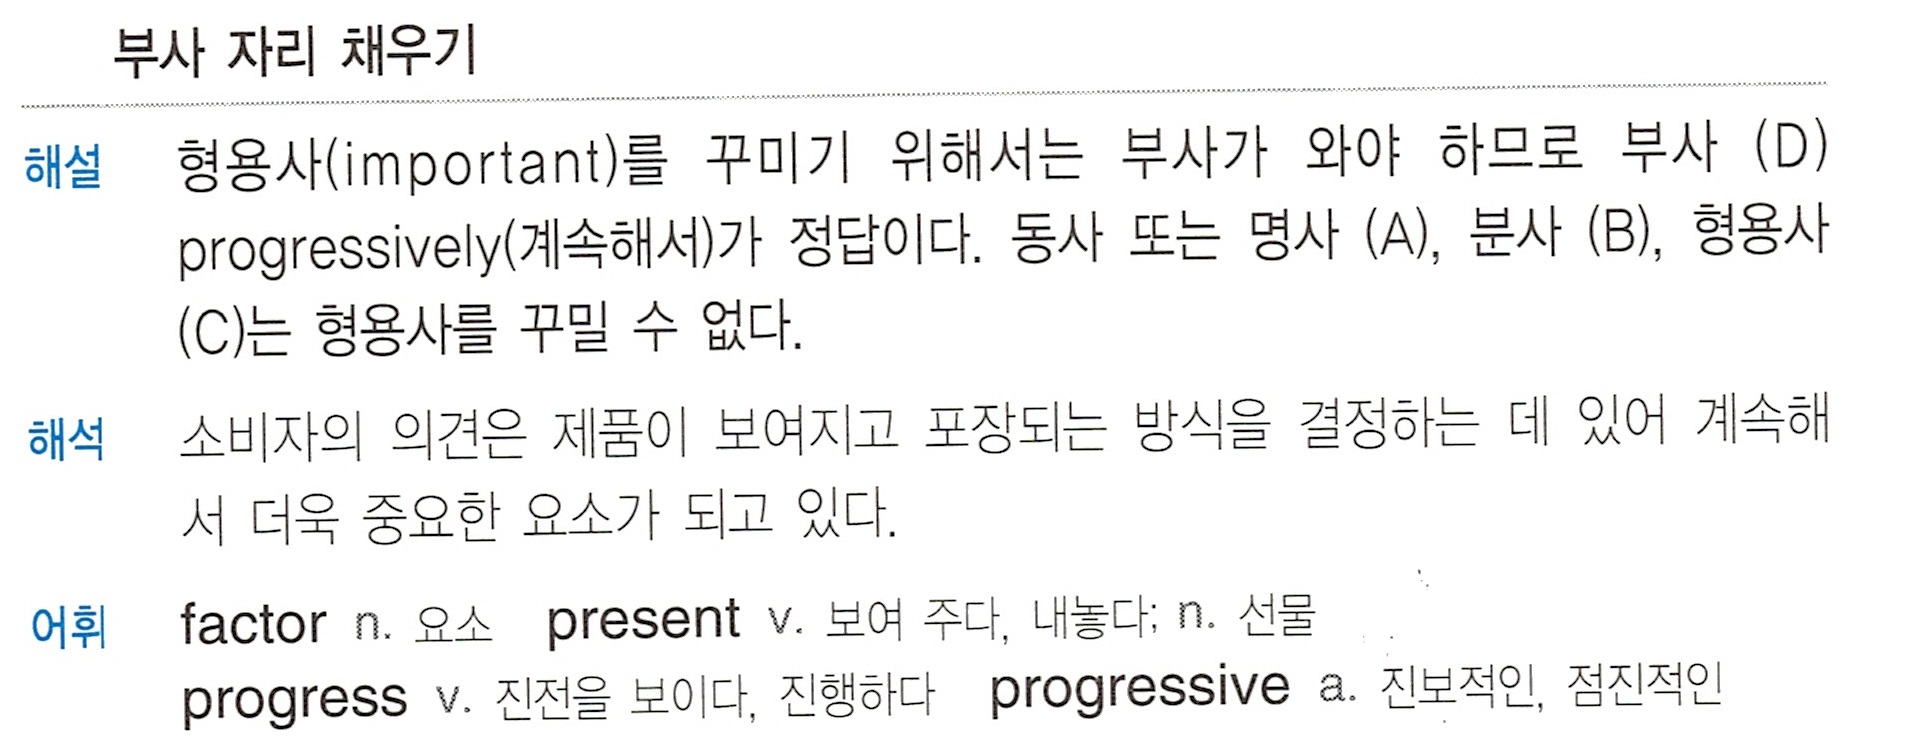 부사 자리 채우기
해설 형용사(important)를 꾸미기 위해서는 부사가 와야 하므로 부사 (D)
progressively(계속해서)가 정답이다. 동사 또는 명사 (A), 분사 (B), 형용사
(C)는 형용사를 꾸밀 수 없다.
해석 소비자의 의견은 제품이 보여지고 포장되는 방식을 결정하는 데 있어 계속해
서 더욱 중요한 요소가 되고 있다.
어휘 factor n. 요소 present v. 보여 주다, 내놓다; n. 선물
progress v. 진전을 보이다, 진행하다 progressive a. 진보적인, 점진적인